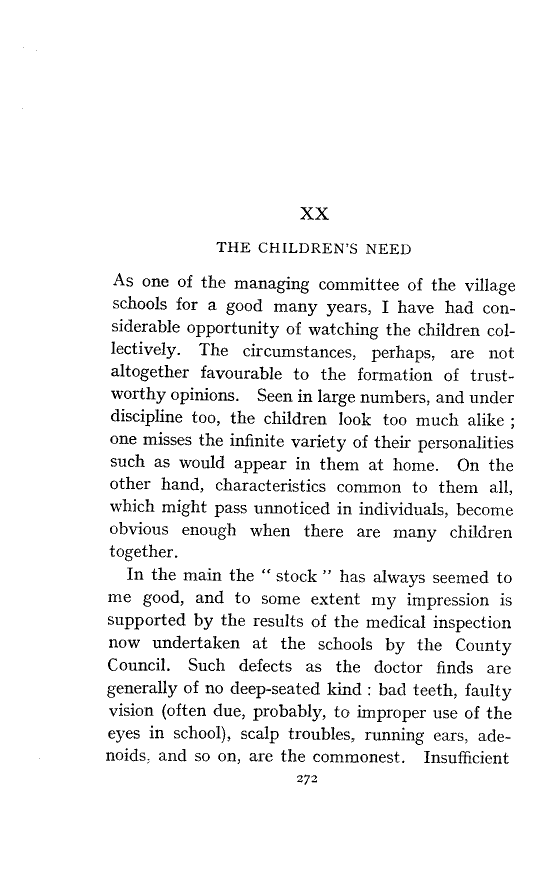 XX
THE CHILDREN'S NEED
As one of the managing committee of the village
schools for a good many years, I have had con-
siderable opportunity of watching the children col-
lectively. The circumstances, perhaps, are not
altogether favourable to the formation of trust-
worthy opinions. Seen in large numbers, and under
discipline too, the children look too much alike ;
one misses the infinite variety of their personalities
such as would appear in them at home. On the
other hand, characteristics common to them all,
which might pass unnoticed in individuals, become
obvious enough when there are many children
together.
In the main the “ stock ” has always seemed to
me good, and to some extent my impression is
supported by the results of the medical inspection
now undertaken at the schools by the County
Council. Such defects as the doctor finds are
generally of no deep-seated kind : bad teeth, faulty
vision (often due, probably, to improper use of the
eyes in school), scalp troubles, running ears, ade-
noids, and so on, are the commonest. Insufficient
272